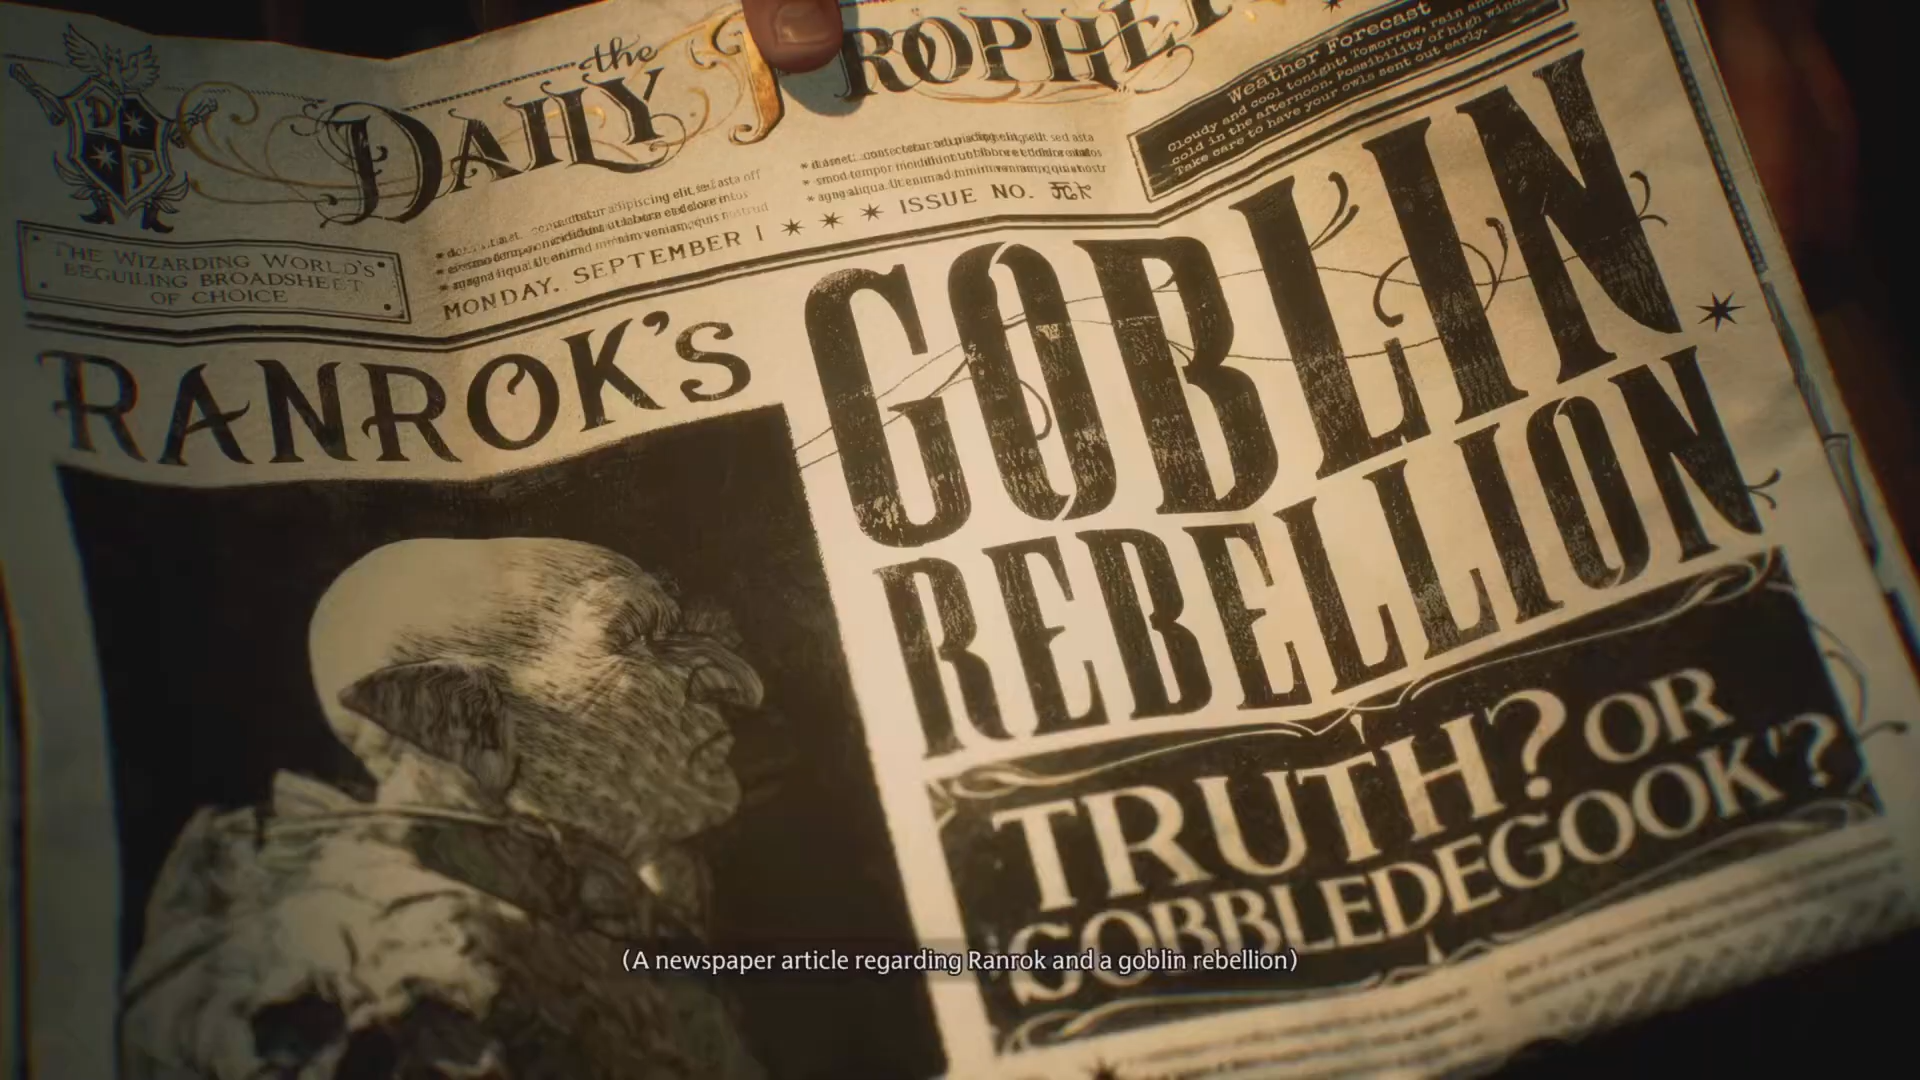 the
DAILY PROPHET
Weather Forecast
Cloudy and cool tonight; Tomorrow, rain and
cold in the afternoon. Possibility of high wind
Take care to have your owls sent out early.
D
P
THE WIZARDING WORLD'S
BEGUILING BROADSHEET
OF CHOICE
MONDAY, SEPTEMBER 1
ISSUE NO.
RANROK'S
GOBLIN
REBELLION
TRUTH? OR
'GOBBLEDEGOOK'?
(A newspaper article regarding Ranrok and a goblin rebellion)